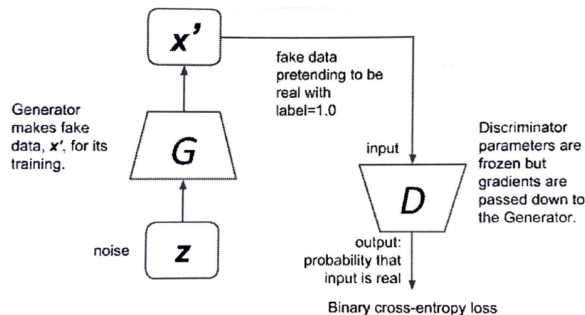 x'
fake data
pretending to be
real with
label=1.0
Generator
makes fake
data, x', for its
training.
G
input
Discriminator
parameters are
frozen but
gradients are
passed down to
the Generator.
D
noise
z
output:
probability that
input is real
Binary cross-entropy loss